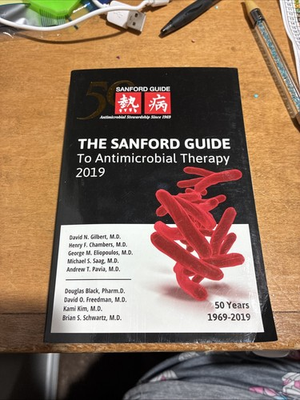 50
SANFORD GUIDE
熱 病
Antimicrobial Stewardship Since 1969
THE SANFORD GUIDE
To Antimicrobial Therapy
2019
David N. Gilbert, M.D.
Henry F. Chambers, M.D.
George M. Eliopoulos, M.D.
Michael S. Saag, M.D.
Andrew T. Pavia, M.D.
Douglas Black, Pharm.D.
David O. Freedman, M.D.
Kami Kim, M.D.
Brian S. Schwartz, M.D.
50 Years
1969-2019